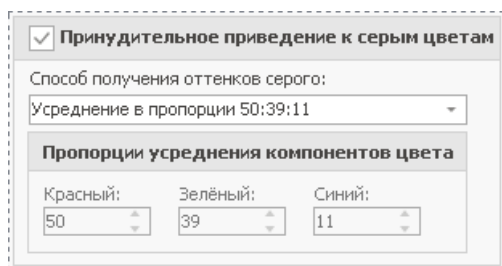 Принудительное приведение к серым цветам
Способ получения оттенков серого:
Усреднение в пропорции 50:39:11
Пропорции усреднения компонентов цвета
Красный: Зелёный: Синий:
50 39 11